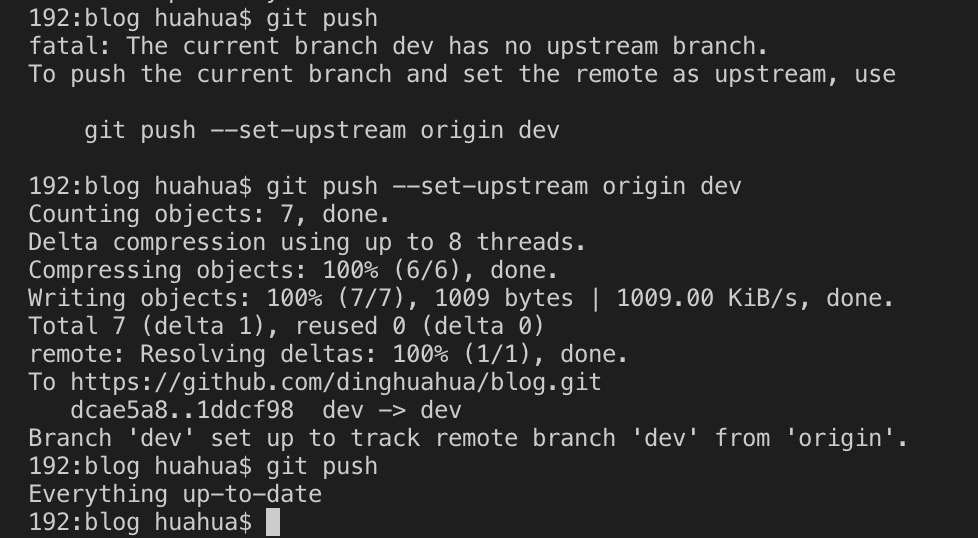 192:blog huahua$ git push
fatal: The current branch dev has no upstream branch.
To push the current branch and set the remote as upstream, use
git push --set-upstream origin dev
192:blog huahua$ git push --set-upstream origin dev
Counting objects: 7, done.
Delta compression using up to 8 threads.
Compressing objects: 100% (6/6), done.
Writing objects: 100% (7/7), 1009 bytes | 1009.00 KiB/s, done.
Total 7 (delta 1), reused 0 (delta 0)
remote: Resolving deltas: 100% (1/1), done.
To https://github.com/dinghuahua/blog.git
dcae5a8..1ddcf98  dev -> dev
Branch 'dev' set up to track remote branch 'dev' from 'origin'.
192:blog huahua$ git push
Everything up-to-date
192:blog huahua$